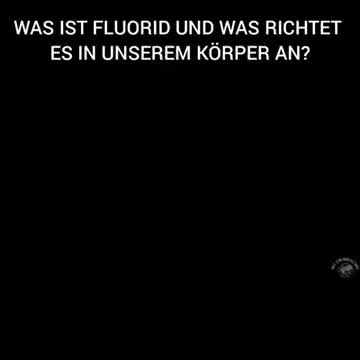 WAS IST FLUORID UND WAS RICHTET
ES IN UNSEREM KÖRPER AN?